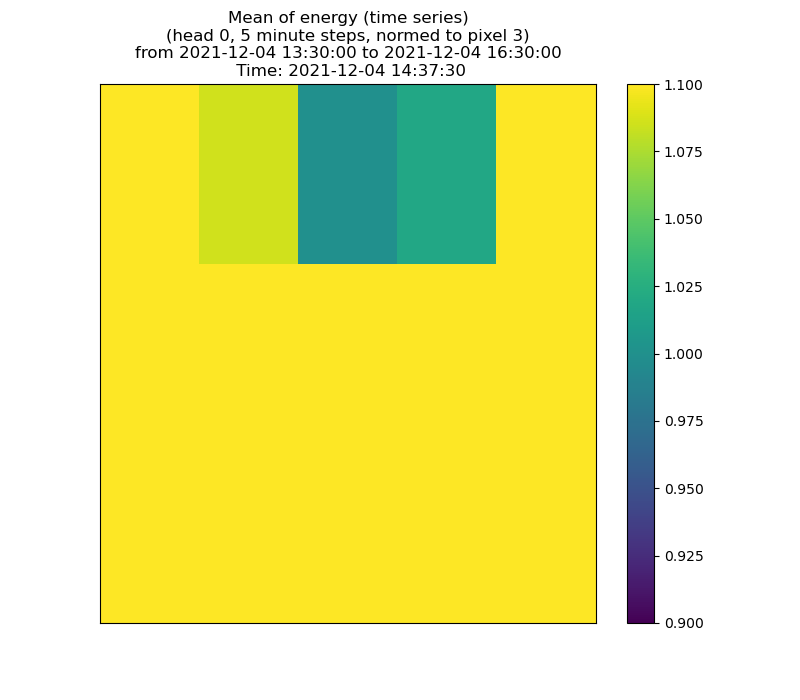 Mean of energy (time series)
(head 0, 5 minute steps, normed to pixel 3)
from 2021-12-04 13:30:00 to 2021-12-04 16:30:00
Time: 2021-12-04 14:37:30
1.100
1.075
1.050
1.025
1.000
0.975
0.950
0.925
0.900